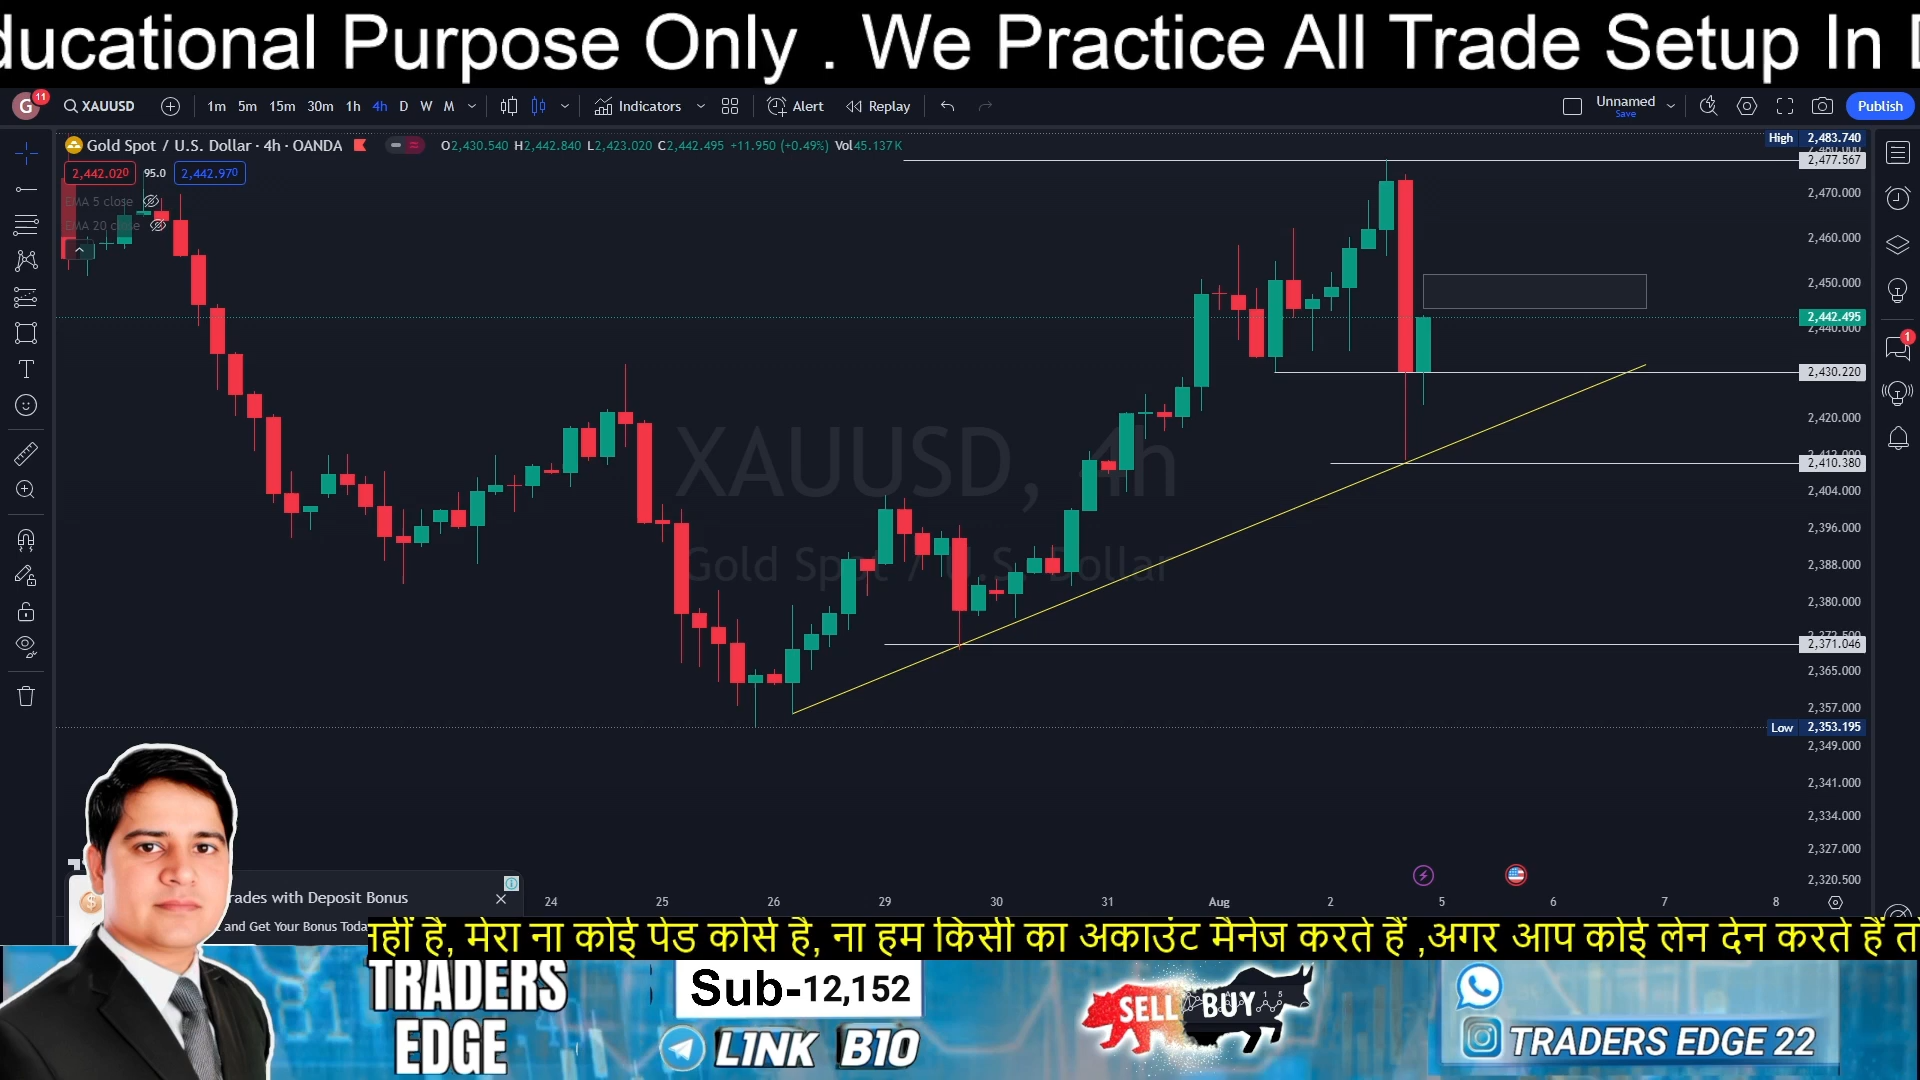 ducational Purpose Only . We Practice All Trade Setup In
G 11 XAUUSD 1m 5m 15m 30m 1h 4h D W M Indicators Alert Replay Unnamed Save Publish
Gold Spot / U.S. Dollar · 4h · OANDA O2,430.540 H2,442.840 L2,423.020 C2,442.495 +11.950 (+0.49%) Vol45.137K
2,442.020 95.0 2,442.970
EMA 5 close
EMA 20 close
XAUUSD, 4h
Gold Spot / U.S. Dollar
High 2,483.740
2,477.567
2,470.000
2,460.000
2,450.000
2,442.495
2,440.000
2,430.220
2,420.000
2,410.380
2,404.000
2,396.000
2,388.000
2,380.000
2,371.046
2,365.000
2,357.000
Low 2,353.195
2,349.000
2,341.000
2,334.000
2,327.000
2,320.500
1
24 25 26 29 30 31 Aug 2 5 6 7 8
rades with Deposit Bonus
and Get Your Bonus Toda
नहीं है, मेरा ना कोई पेड कोर्स है, ना हम किसी का अकाउंट मैनेज करते हैं ,अगर आप कोई लेन देन करते हैं त
TRADERS
EDGE
Sub-12,152
L1NK B1O
SELL BUY
TRADERS EDGE 22